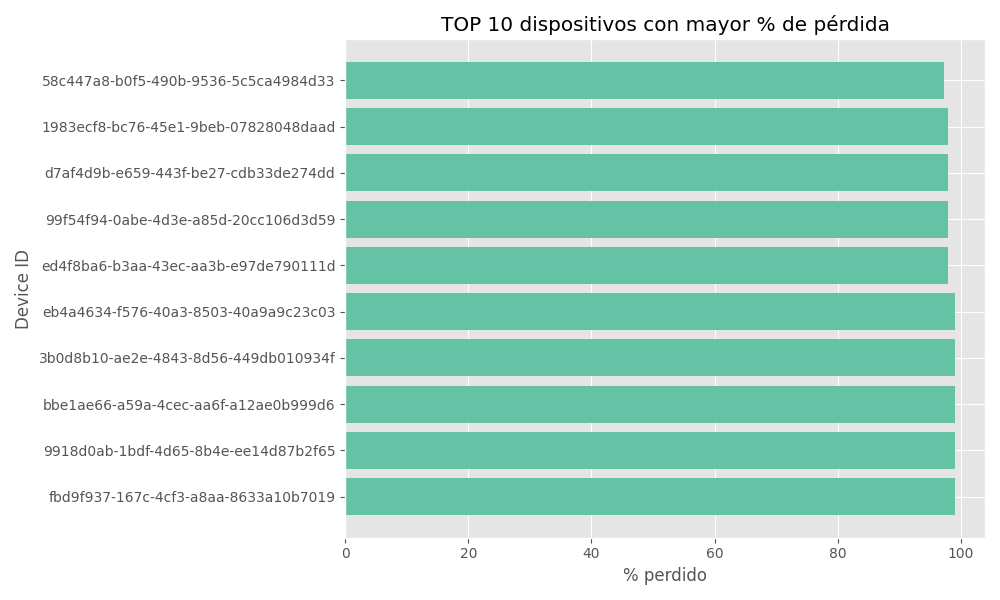 TOP 10 dispositivos con mayor % de pérdida
Device ID
58c447a8-b0f5-490b-9536-5c5ca4984d33
1983ecf8-bc76-45e1-9beb-07828048daad
d7af4d9b-e659-443f-be27-cdb33de274dd
99f54f94-0abe-4d3e-a85d-20cc106d3d59
ed4f8ba6-b3aa-43ec-aa3b-e97de790111d
eb4a4634-f576-40a3-8503-40a9a9c23c03
3b0d8b10-ae2e-4843-8d56-449db010934f
bbe1ae66-a59a-4cec-aa6f-a12ae0b999d6
9918d0ab-1bdf-4d65-8b4e-ee14d87b2f65
fbd9f937-167c-4cf3-a8aa-8633a10b7019
0 20 40 60 80 100
% perdido